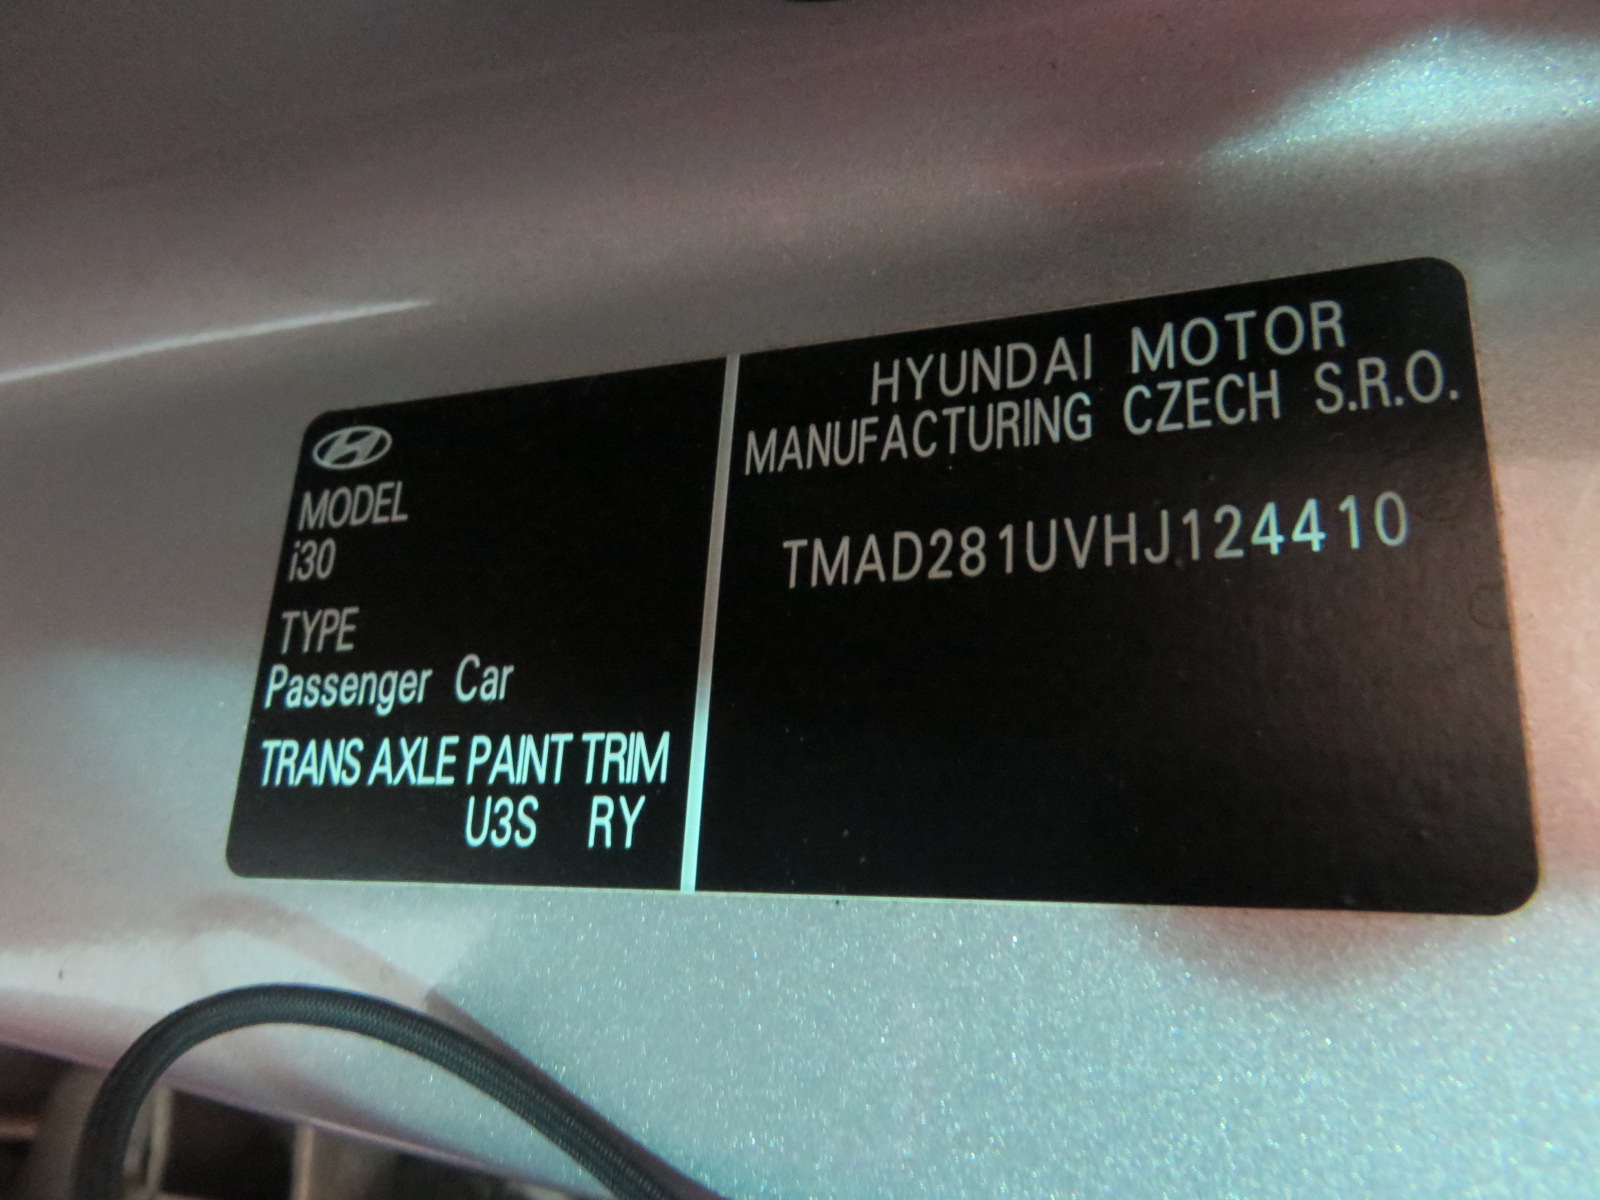 MODEL
i30
TYPE
Passenger Car
TRANS AXLE PAINT TRIM
U3S RY
HYUNDAI MOTOR
MANUFACTURING CZECH S.R.O.
TMAD281UVHJ124410